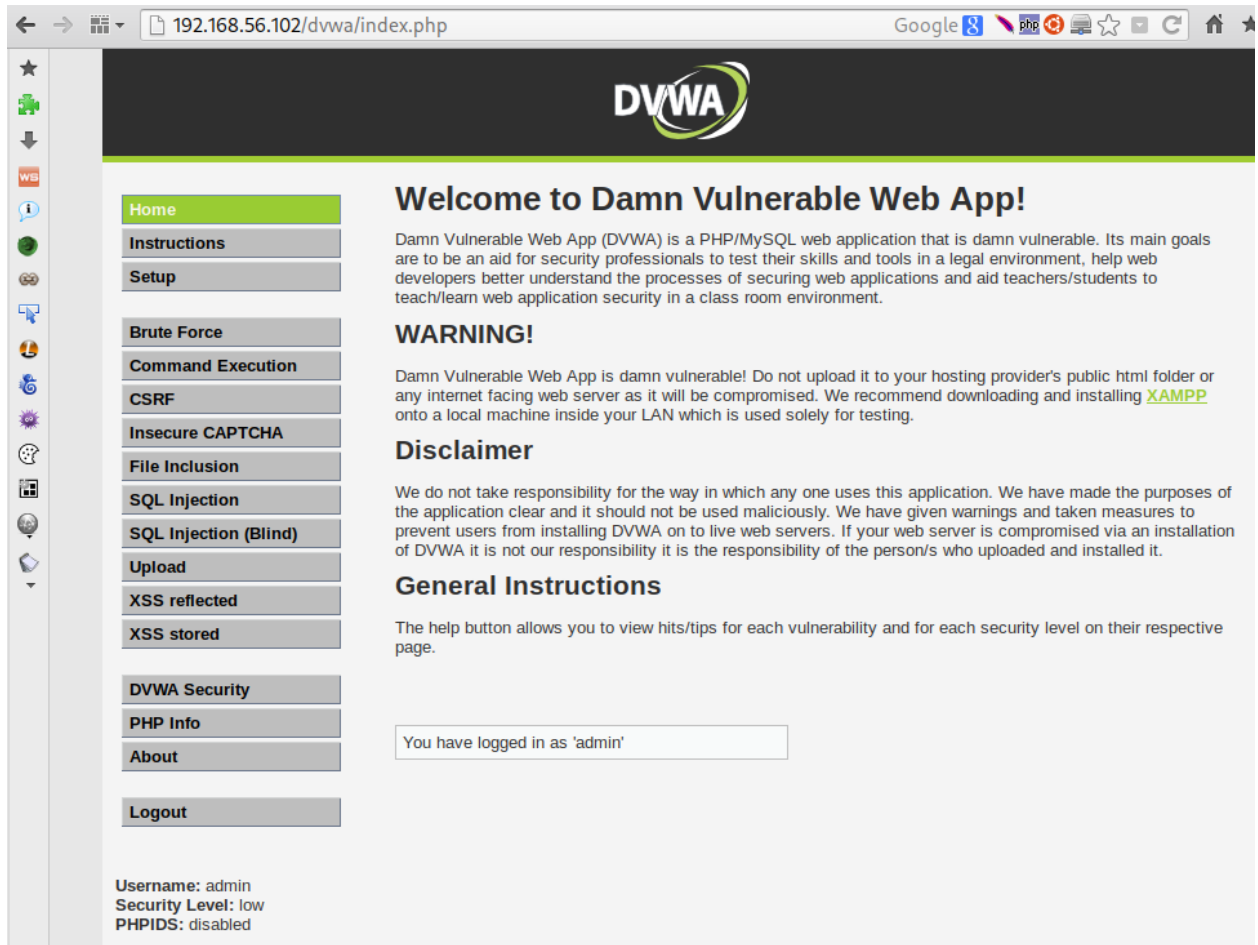 192.168.56.102/dvwa/index.php
Google 8
php
WS
DVWA
Home
Instructions
Setup
Brute Force
Command Execution
CSRF
Insecure CAPTCHA
File Inclusion
SQL Injection
SQL Injection (Blind)
Upload
XSS reflected
XSS stored
DVWA Security
PHP Info
About
Logout
Username: admin
Security Level: low
PHPIDS: disabled
Welcome to Damn Vulnerable Web App!
Damn Vulnerable Web App (DVWA) is a PHP/MySQL web application that is damn vulnerable. Its main goals
are to be an aid for security professionals to test their skills and tools in a legal environment, help web
developers better understand the processes of securing web applications and aid teachers/students to
teach/learn web application security in a class room environment.
WARNING!
Damn Vulnerable Web App is damn vulnerable! Do not upload it to your hosting provider's public html folder or
any internet facing web server as it will be compromised. We recommend downloading and installing XAMPP
onto a local machine inside your LAN which is used solely for testing.
Disclaimer
We do not take responsibility for the way in which any one uses this application. We have made the purposes of
the application clear and it should not be used maliciously. We have given warnings and taken measures to
prevent users from installing DVWA on to live web servers. If your web server is compromised via an installation
of DVWA it is not our responsibility it is the responsibility of the person/s who uploaded and installed it.
General Instructions
The help button allows you to view hits/tips for each vulnerability and for each security level on their respective
page.
You have logged in as 'admin'